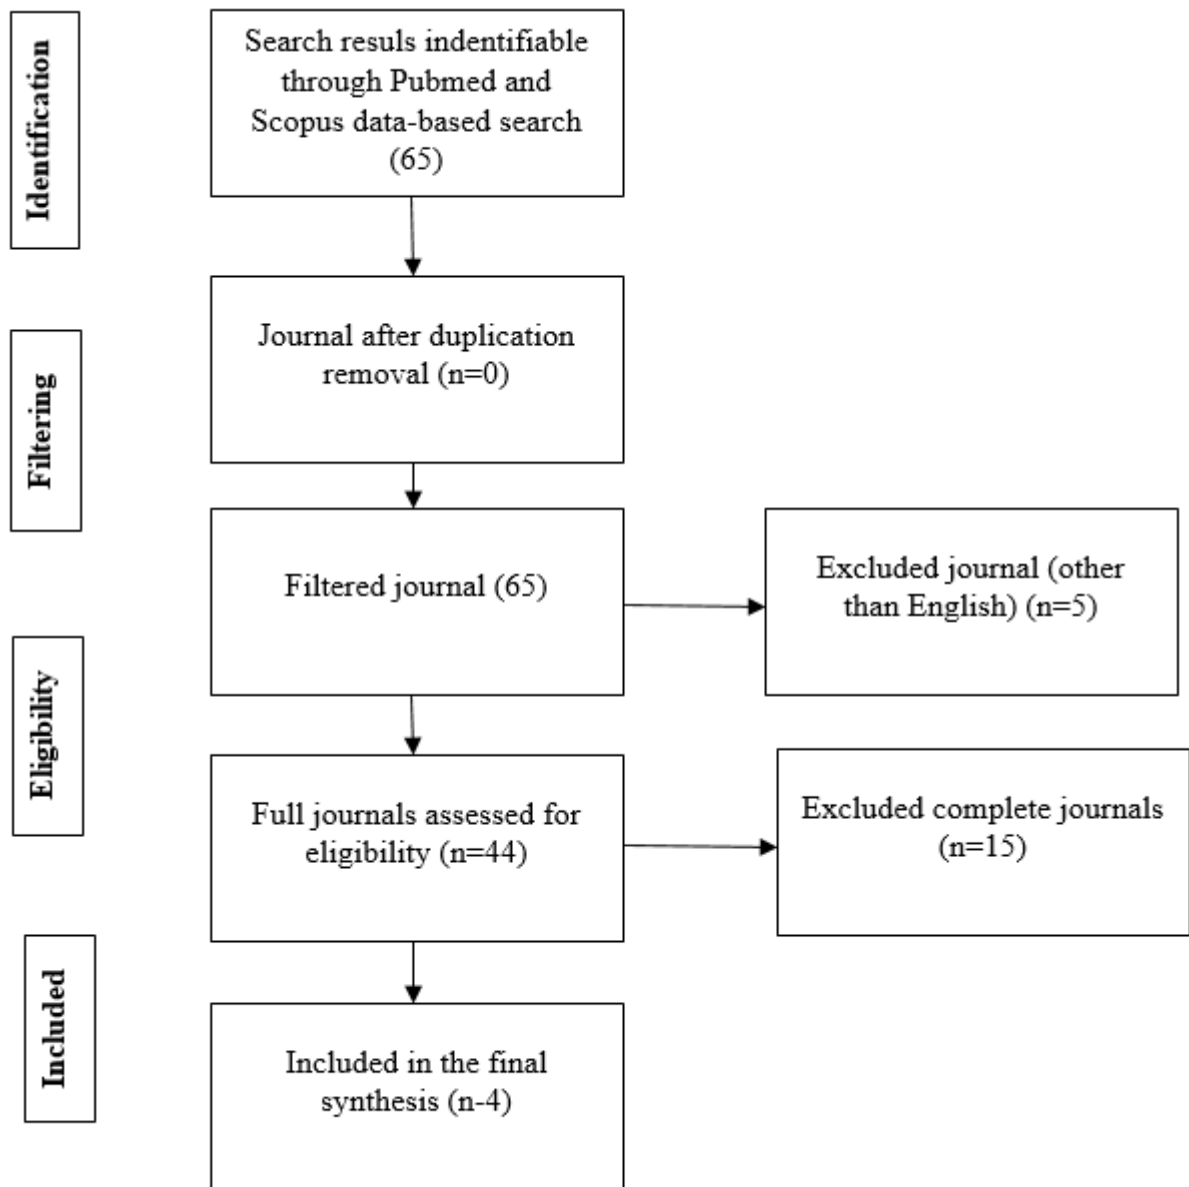 Identification
Search resuls indentifiable
through Pubmed and
Scopus data-based search
(65)
Filtering
Journal after duplication
removal (n=0)
Filtered journal (65)
Excluded journal (other
than English) (n=5)
Eligibility
Full journals assessed for
eligibility (n=44)
Excluded complete journals
(n=15)
Included
Included in the final
synthesis (n-4)